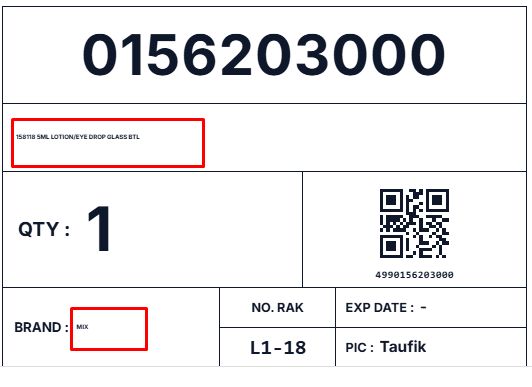 0156203000
158118 5ML LOTION/EYE DROP GLASS BTL
QTY : 1
4990156203000
BRAND : MIX
NO. RAK
L1-18
EXP DATE : -
PIC : Taufik